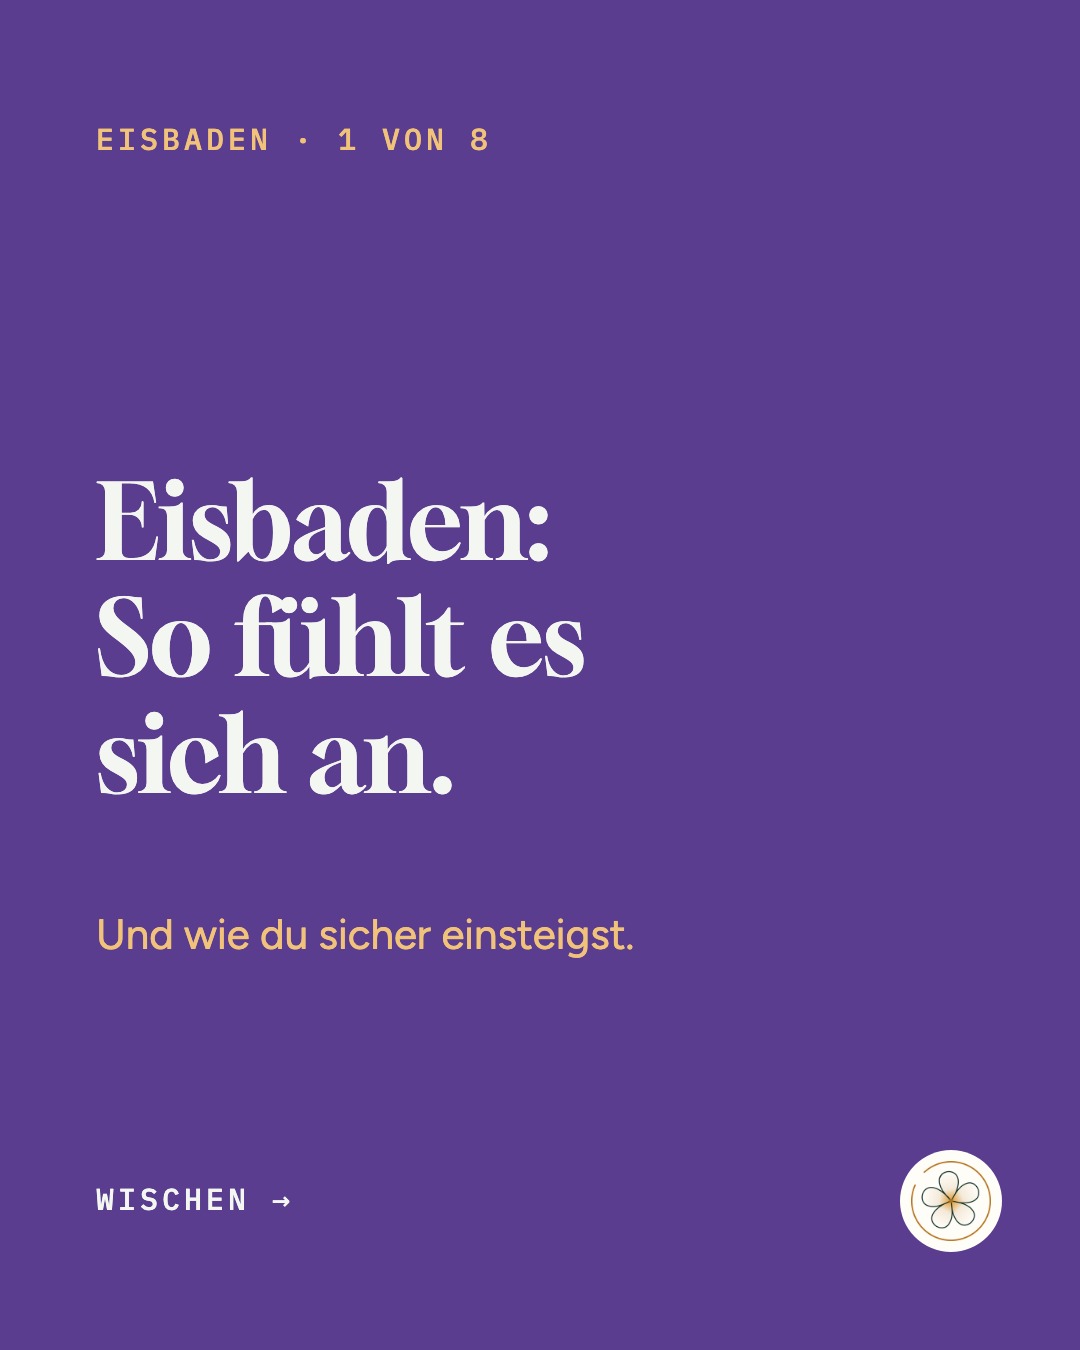 EISBADEN · 1 VON 8
Eisbaden:
So fühlt es
sich an.
Und wie du sicher einsteigst.
WISCHEN →